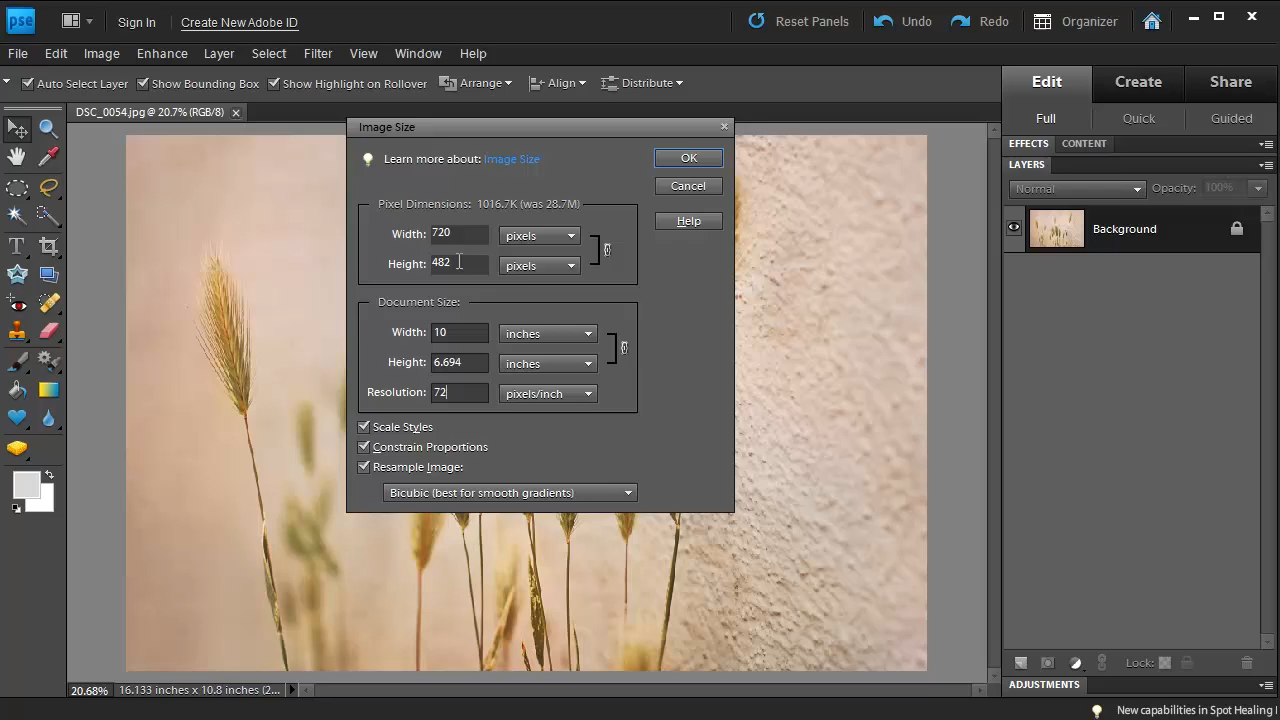 pse Sign In Create New Adobe ID Reset Panels Undo Redo Organizer
File Edit Image Enhance Layer Select Filter View Window Help
Auto Select Layer Show Bounding Box Show Highlight on Rollover Arrange Align Distribute
Edit Create Share
DSC_0054.jpg @ 20.7% (RGB/8)
Full Quick Guided
Image Size
EFFECTS CONTENT
Learn more about: Image Size
OK
LAYERS
Cancel
Normal Opacity: 100%
Pixel Dimensions: 1016.7K (was 28.7M)
Help
Width: 720 pixels
Background
Height: 482 pixels
Document Size:
Width: 10 inches
Height: 6.694 inches
Resolution: 72 pixels/inch
Scale Styles
Constrain Proportions
Resample Image:
Bicubic (best for smooth gradients)
Lock:
ADJUSTMENTS
20.68% 16.133 inches x 10.8 inches (2...
New capabilities in Spot Healing